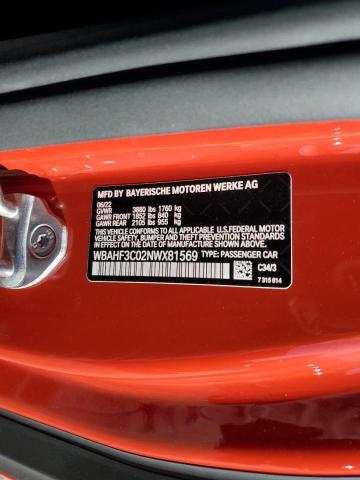 MFD BY BAYERISCHE MOTOREN WERKE AG
06/22
GVWR 3880 lbs 1760 kg
GAWR FRONT 1852 lbs 840 kg
GAWR REAR 2105 lbs 955 kg
THIS VEHICLE CONFORMS TO ALL APPLICABLE U.S. FEDERAL MOTOR
VEHICLE SAFETY, BUMPER, AND THEFT PREVENTION STANDARDS
IN EFFECT ON THE DATE OF MANUFACTURE SHOWN ABOVE.
WBAHF3C02NWX81569 TYPE: PASSENGER CAR
C34/3
7 315 814